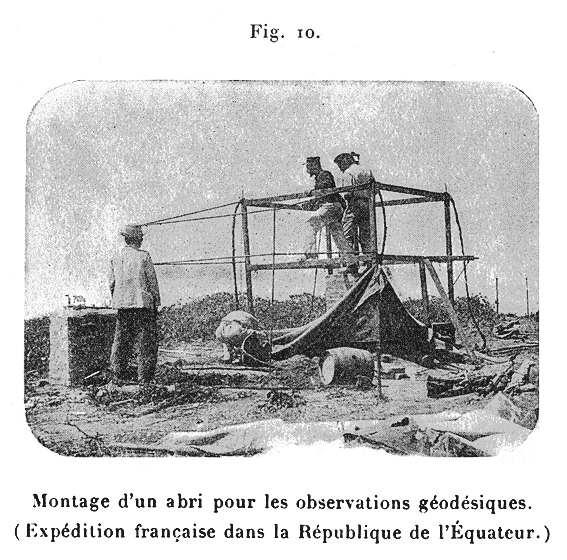 Fig. 10.
Montage d'un abri pour les observations géodésiques.
(Expédition française dans la République de l'Équateur.)